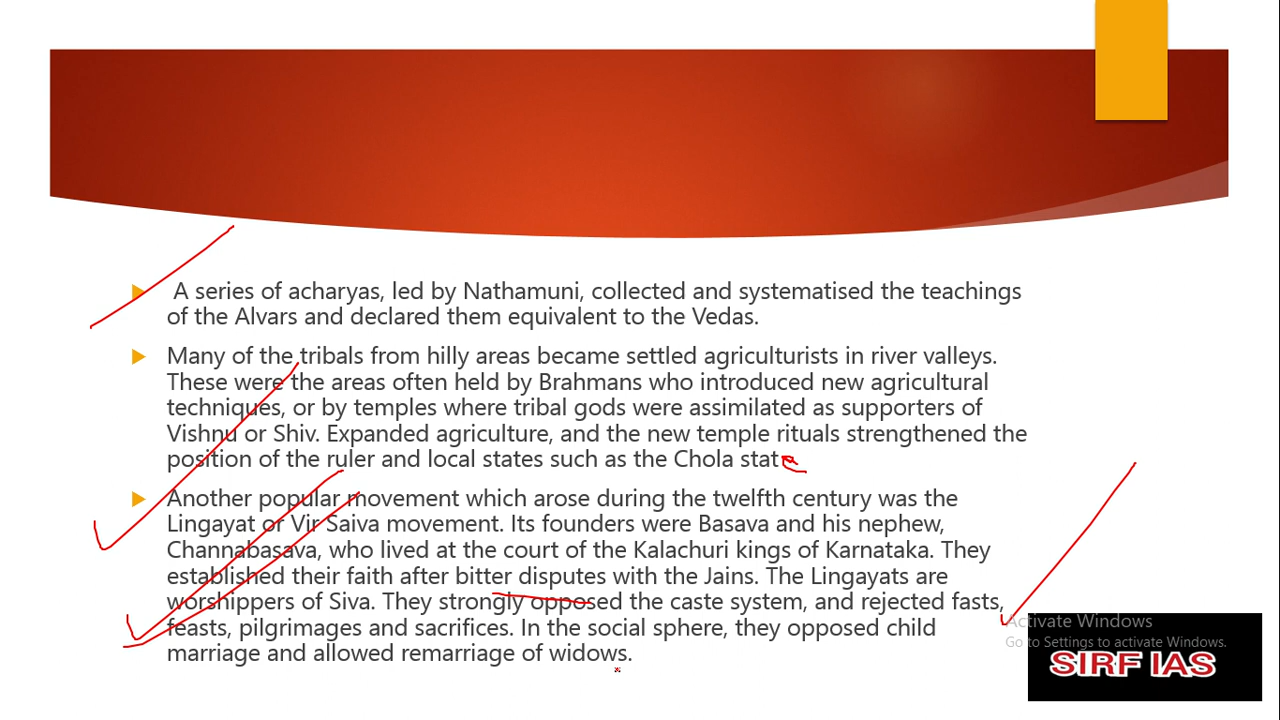 A series of acharyas, led by Nathamuni, collected and systematised the teachings
of the Alvars and declared them equivalent to the Vedas.
Many of the tribals from hilly areas became settled agriculturists in river valleys.
These were the areas often held by Brahmans who introduced new agricultural
techniques, or by temples where tribal gods were assimilated as supporters of
Vishnu or Shiv. Expanded agriculture, and the new temple rituals strengthened the
position of the ruler and local states such as the Chola state
Another popular movement which arose during the twelfth century was the
Lingayat or Vir Saiva movement. Its founders were Basava and his nephew,
Channabasava, who lived at the court of the Kalachuri kings of Karnataka. They
established their faith after bitter disputes with the Jains. The Lingayats are
worshippers of Siva. They strongly opposed the caste system, and rejected fasts,
feasts, pilgrimages and sacrifices. In the social sphere, they opposed child
marriage and allowed remarriage of widows.
Activate Windows
Go to Settings to activate Windows.
SIRF IAS